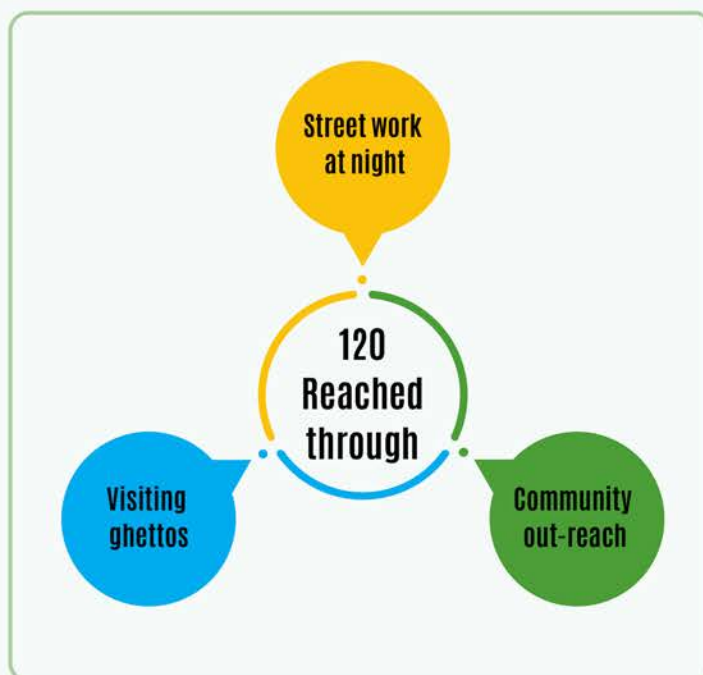 Street work
at night
120
Reached
through
Visiting
ghettos
Community
out-reach